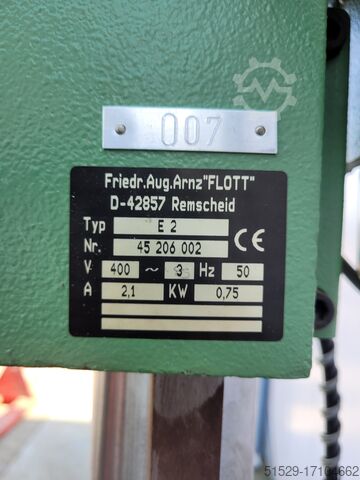 007
Friedr.Aug.Arnz"FLOTT"
D-42857 Remscheid
Typ E 2
Nr. 45 206 002 CE
V 400 ~ 3 Hz 50
A 2,1 KW 0,75
51529-17104662